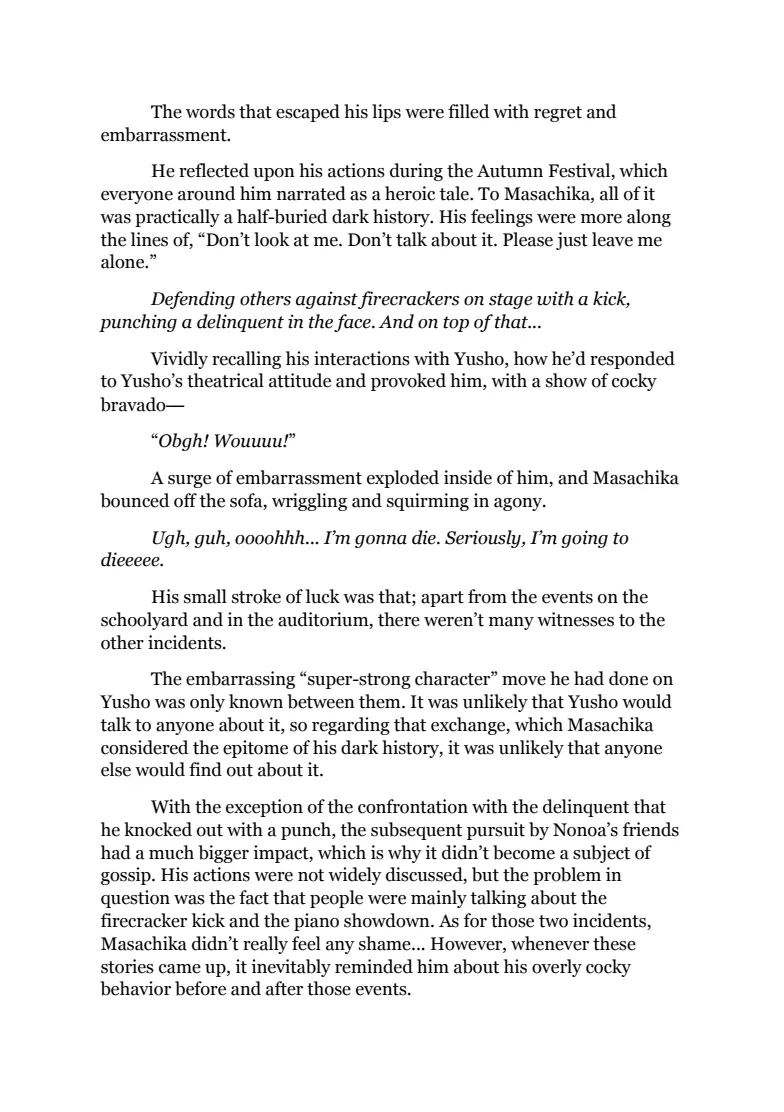 The words that escaped his lips were filled with regret and
embarrassment.
He reflected upon his actions during the Autumn Festival, which
everyone around him narrated as a heroic tale. To Masachika, all of it
was practically a half-buried dark history. His feelings were more along
the lines of, “Don’t look at me. Don’t talk about it. Please just leave me
alone.”
Defending others against firecrackers on stage with a kick,
punching a delinquent in the face. And on top of that...
Vividly recalling his interactions with Yusho, how he’d responded
to Yusho’s theatrical attitude and provoked him, with a show of cocky
bravado—
“Obgh! Wouuuu!”
A surge of embarrassment exploded inside of him, and Masachika
bounced off the sofa, wriggling and squirming in agony.
Ugh, guh, oooohhh... I’m gonna die. Seriously, I’m going to
dieeeee.
His small stroke of luck was that; apart from the events on the
schoolyard and in the auditorium, there weren’t many witnesses to the
other incidents.
The embarrassing “super-strong character” move he had done on
Yusho was only known between them. It was unlikely that Yusho would
talk to anyone about it, so regarding that exchange, which Masachika
considered the epitome of his dark history, it was unlikely that anyone
else would find out about it.
With the exception of the confrontation with the delinquent that
he knocked out with a punch, the subsequent pursuit by Nonoa’s friends
had a much bigger impact, which is why it didn’t become a subject of
gossip. His actions were not widely discussed, but the problem in
question was the fact that people were mainly talking about the
firecracker kick and the piano showdown. As for those two incidents,
Masachika didn’t really feel any shame... However, whenever these
stories came up, it inevitably reminded him about his overly cocky
behavior before and after those events.